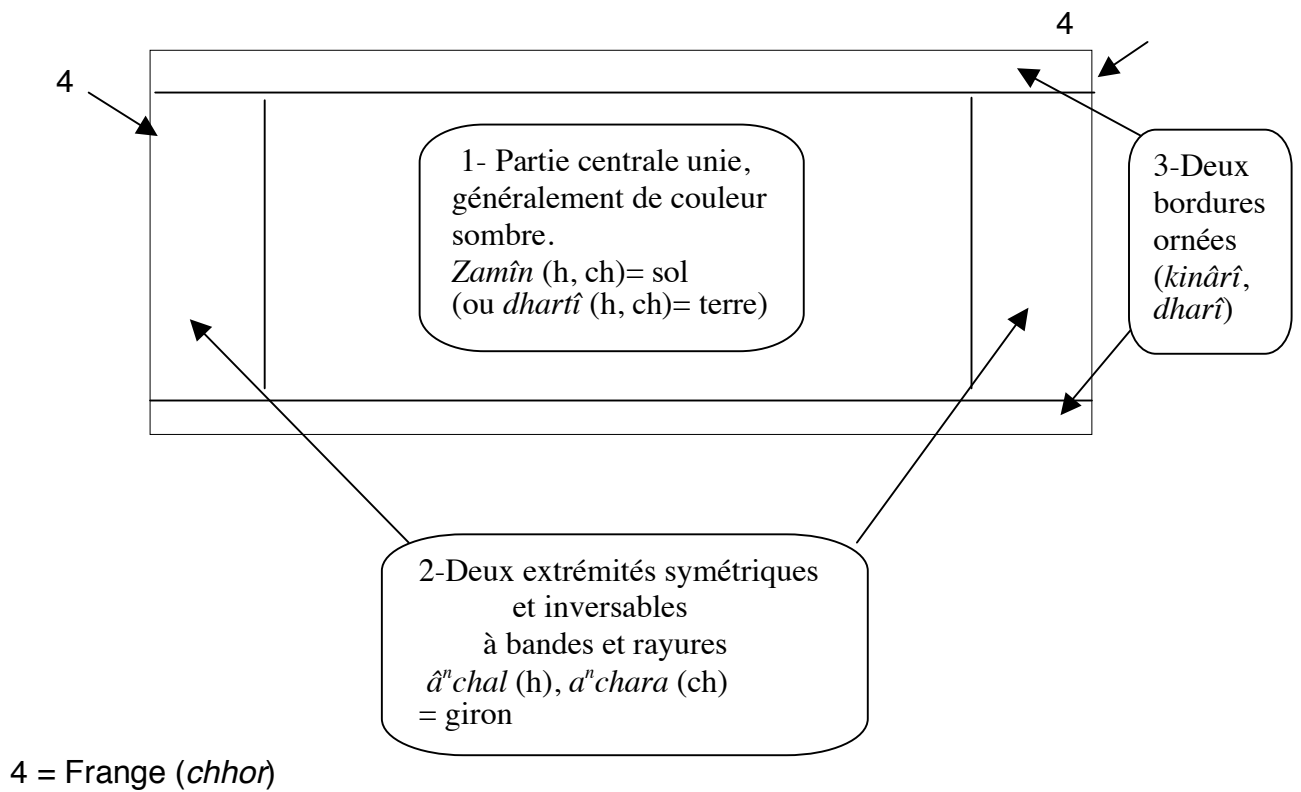 4
4
1- Partie centrale unie,
généralement de couleur
sombre.
Zamîn (h, ch)= sol
(ou dhartî (h, ch)= terre)
3-Deux
bordures
ornées
(kinârî,
dharî)
2-Deux extrémités symétriques
et inversables
à bandes et rayures
âⁿchal (h), aⁿchara (ch)
= giron
4 = Frange (chhor)